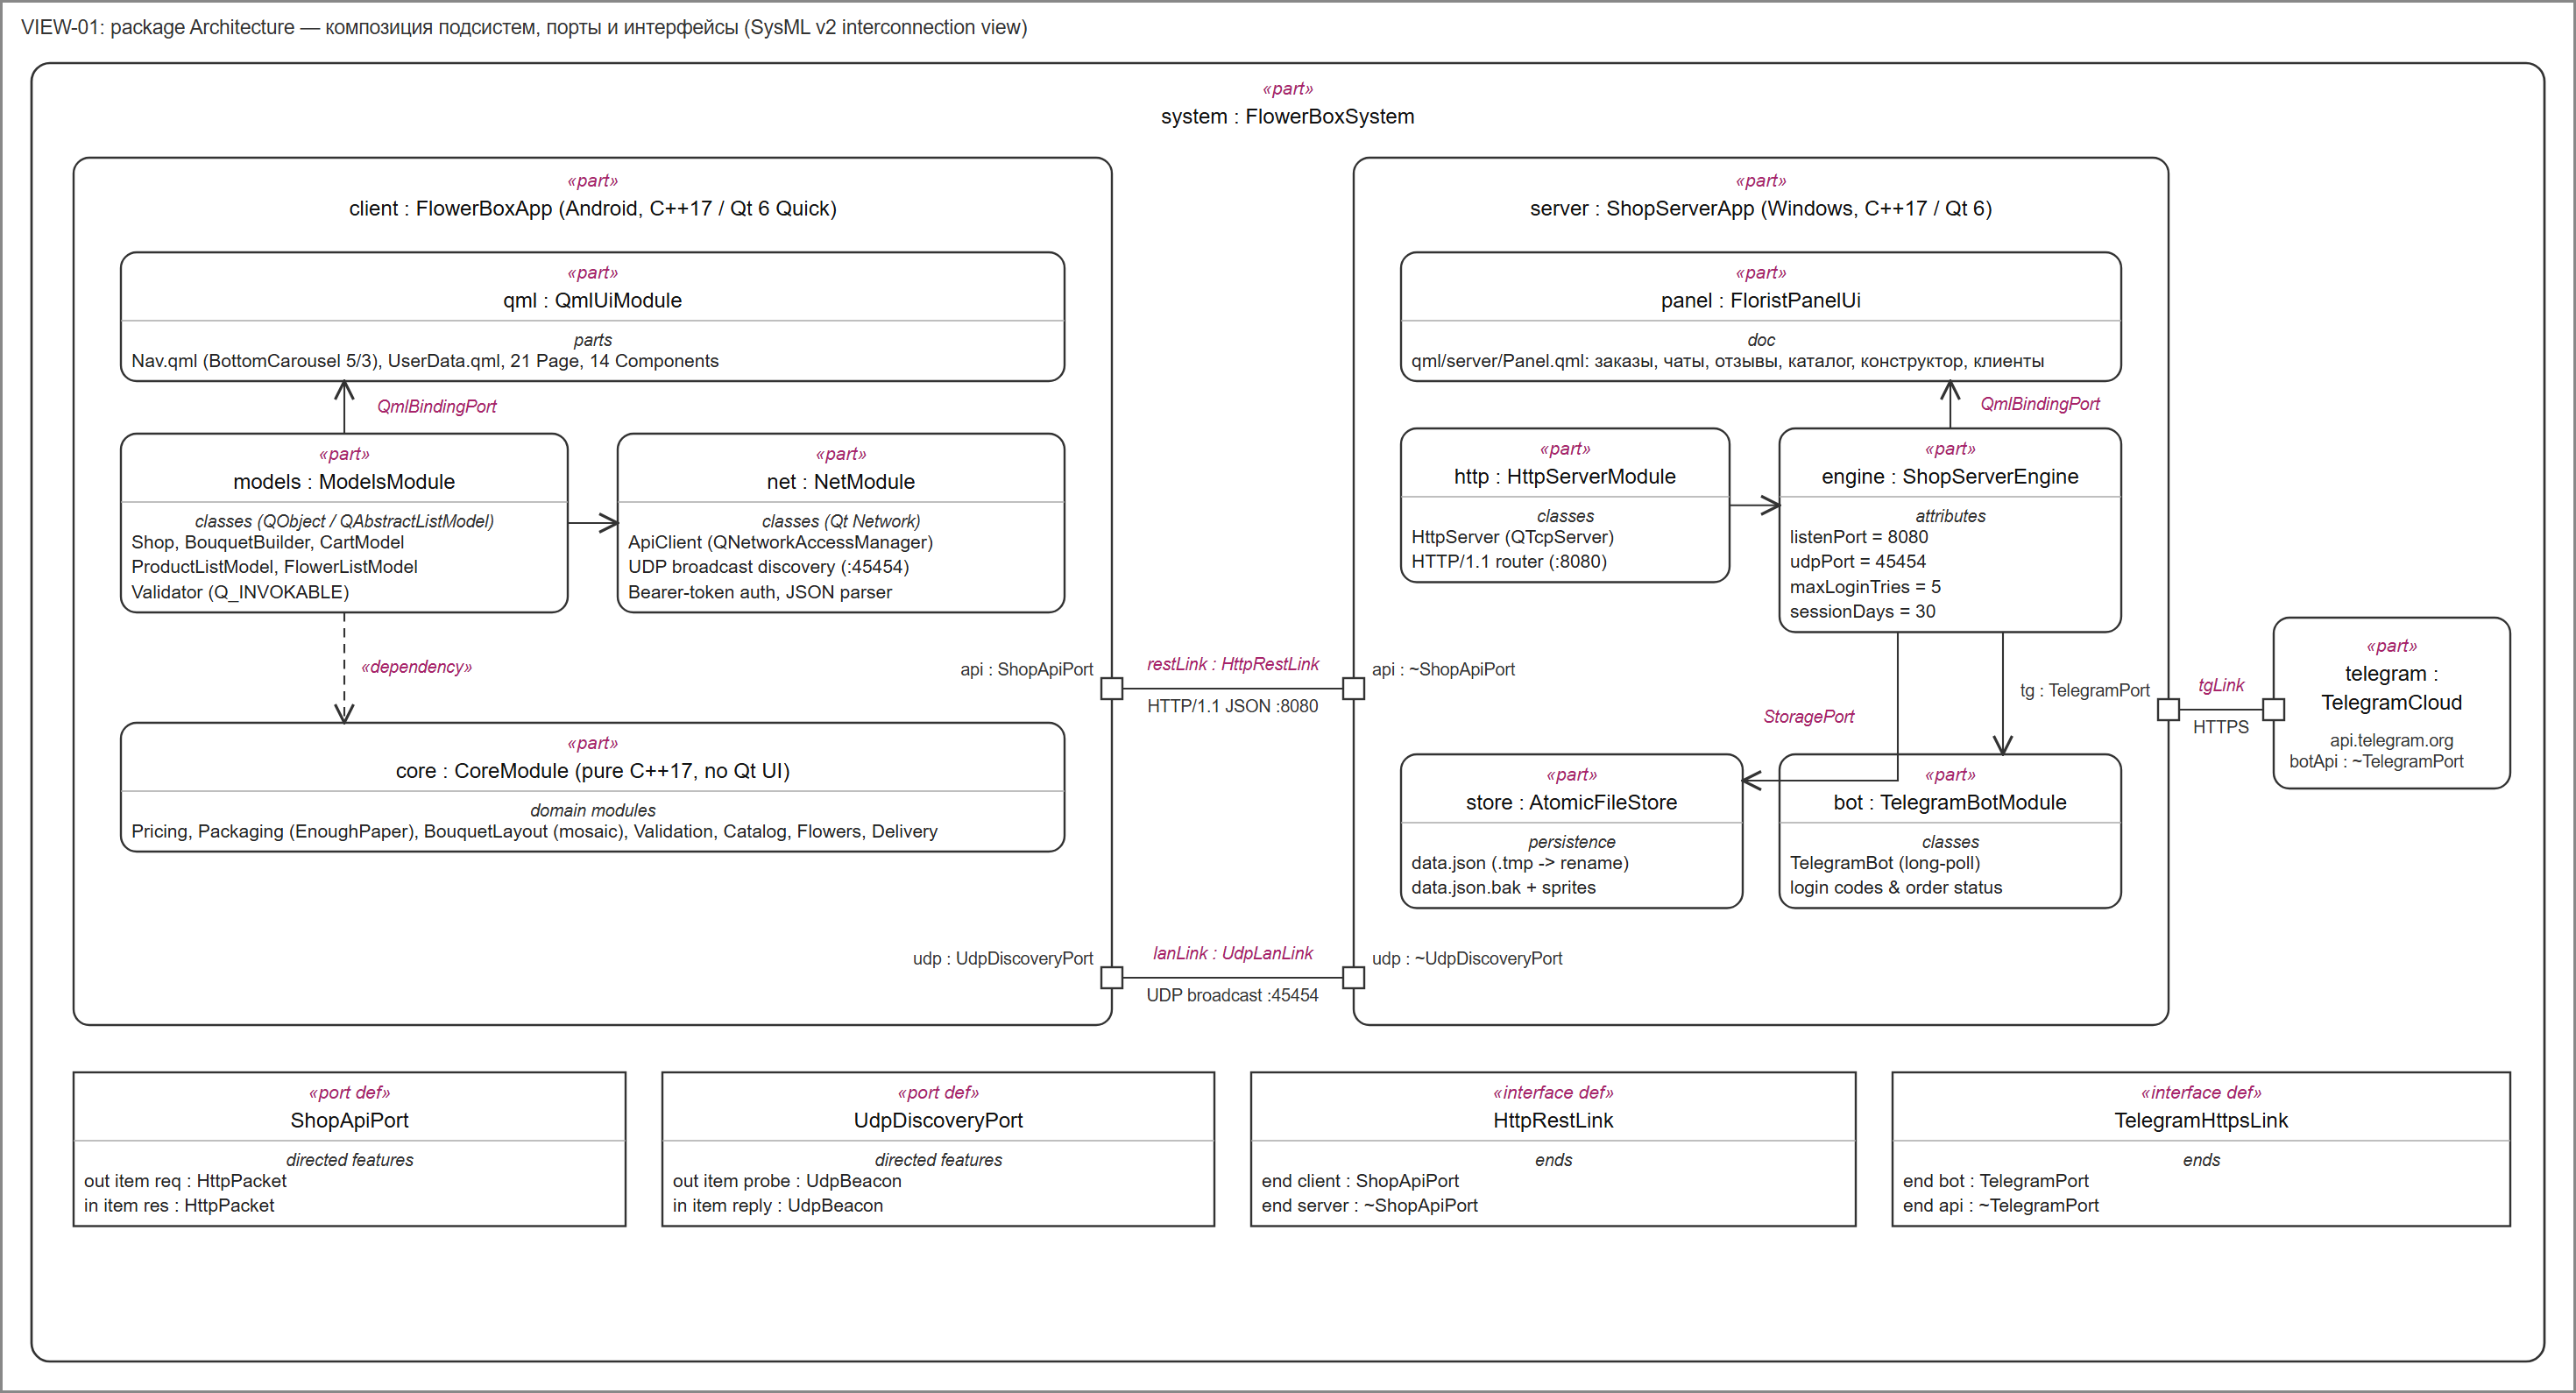 VIEW-01: package Architecture — композиция подсистем, порты и интерфейсы (SysML v2 interconnection view)
«part»
system : FlowerBoxSystem
«part»
client : FlowerBoxApp (Android, C++17 / Qt 6 Quick)
«part»
qml : QmlUiModule
parts
Nav.qml (BottomCarousel 5/3), UserData.qml, 21 Page, 14 Components
QmlBindingPort
«part»
models : ModelsModule
classes (QObject / QAbstractListModel)
Shop, BouquetBuilder, CartModel
ProductListModel, FlowerListModel
Validator (Q_INVOKABLE)
«part»
net : NetModule
classes (Qt Network)
ApiClient (QNetworkAccessManager)
UDP broadcast discovery (:45454)
Bearer-token auth, JSON parser
«dependency»
«part»
core : CoreModule (pure C++17, no Qt UI)
domain modules
Pricing, Packaging (EnoughPaper), BouquetLayout (mosaic), Validation, Catalog, Flowers, Delivery
api : ShopApiPort
restLink : HttpRestLink
HTTP/1.1 JSON :8080
api : ~ShopApiPort
udp : UdpDiscoveryPort
lanLink : UdpLanLink
UDP broadcast :45454
udp : ~UdpDiscoveryPort
«part»
server : ShopServerApp (Windows, C++17 / Qt 6)
«part»
panel : FloristPanelUi
doc
qml/server/Panel.qml: заказы, чаты, отзывы, каталог, конструктор, клиенты
QmlBindingPort
«part»
http : HttpServerModule
classes
HttpServer (QTcpServer)
HTTP/1.1 router (:8080)
«part»
engine : ShopServerEngine
attributes
listenPort = 8080
udpPort = 45454
maxLoginTries = 5
sessionDays = 30
StoragePort
«part»
store : AtomicFileStore
persistence
data.json (.tmp -> rename)
data.json.bak + sprites
«part»
bot : TelegramBotModule
classes
TelegramBot (long-poll)
login codes & order status
tg : TelegramPort
tgLink
HTTPS
«part»
telegram :
TelegramCloud
api.telegram.org
botApi : ~TelegramPort
«port def»
ShopApiPort
directed features
out item req : HttpPacket
in item res : HttpPacket
«port def»
UdpDiscoveryPort
directed features
out item probe : UdpBeacon
in item reply : UdpBeacon
«interface def»
HttpRestLink
ends
end client : ShopApiPort
end server : ~ShopApiPort
«interface def»
TelegramHttpsLink
ends
end bot : TelegramPort
end api : ~TelegramPort